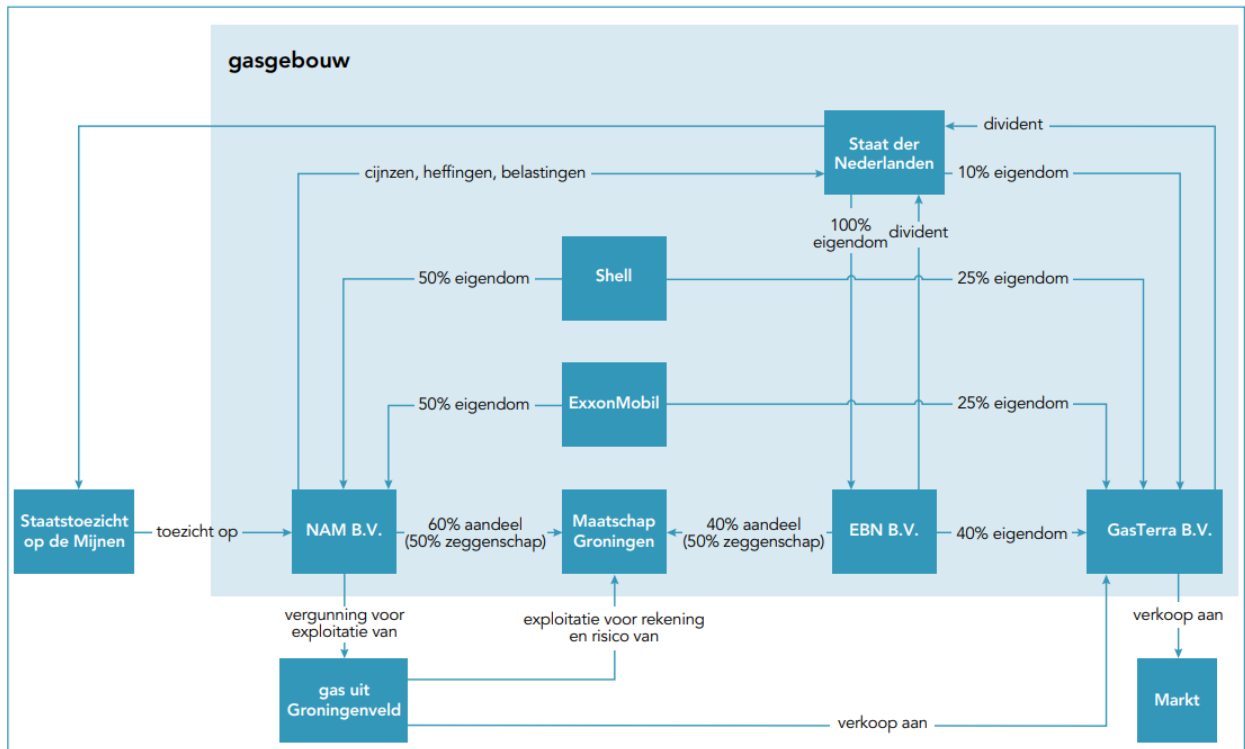 gasgebouw
divident
Staat der
Nederlanden
cijnzen, heffingen, belastingen
10% eigendom
100%
eigendom
divident
Shell
50% eigendom
25% eigendom
ExxonMobil
50% eigendom
25% eigendom
Staatstoezicht
op de Mijnen
toezicht op
NAM B.V.
60% aandeel
(50% zeggenschap)
Maatschap
Groningen
40% aandeel
(50% zeggenschap)
EBN B.V.
40% eigendom
GasTerra B.V.
vergunning voor
exploitatie van
exploitatie voor rekening
en risico van
verkoop aan
gas uit
Groningenveld
verkoop aan
Markt